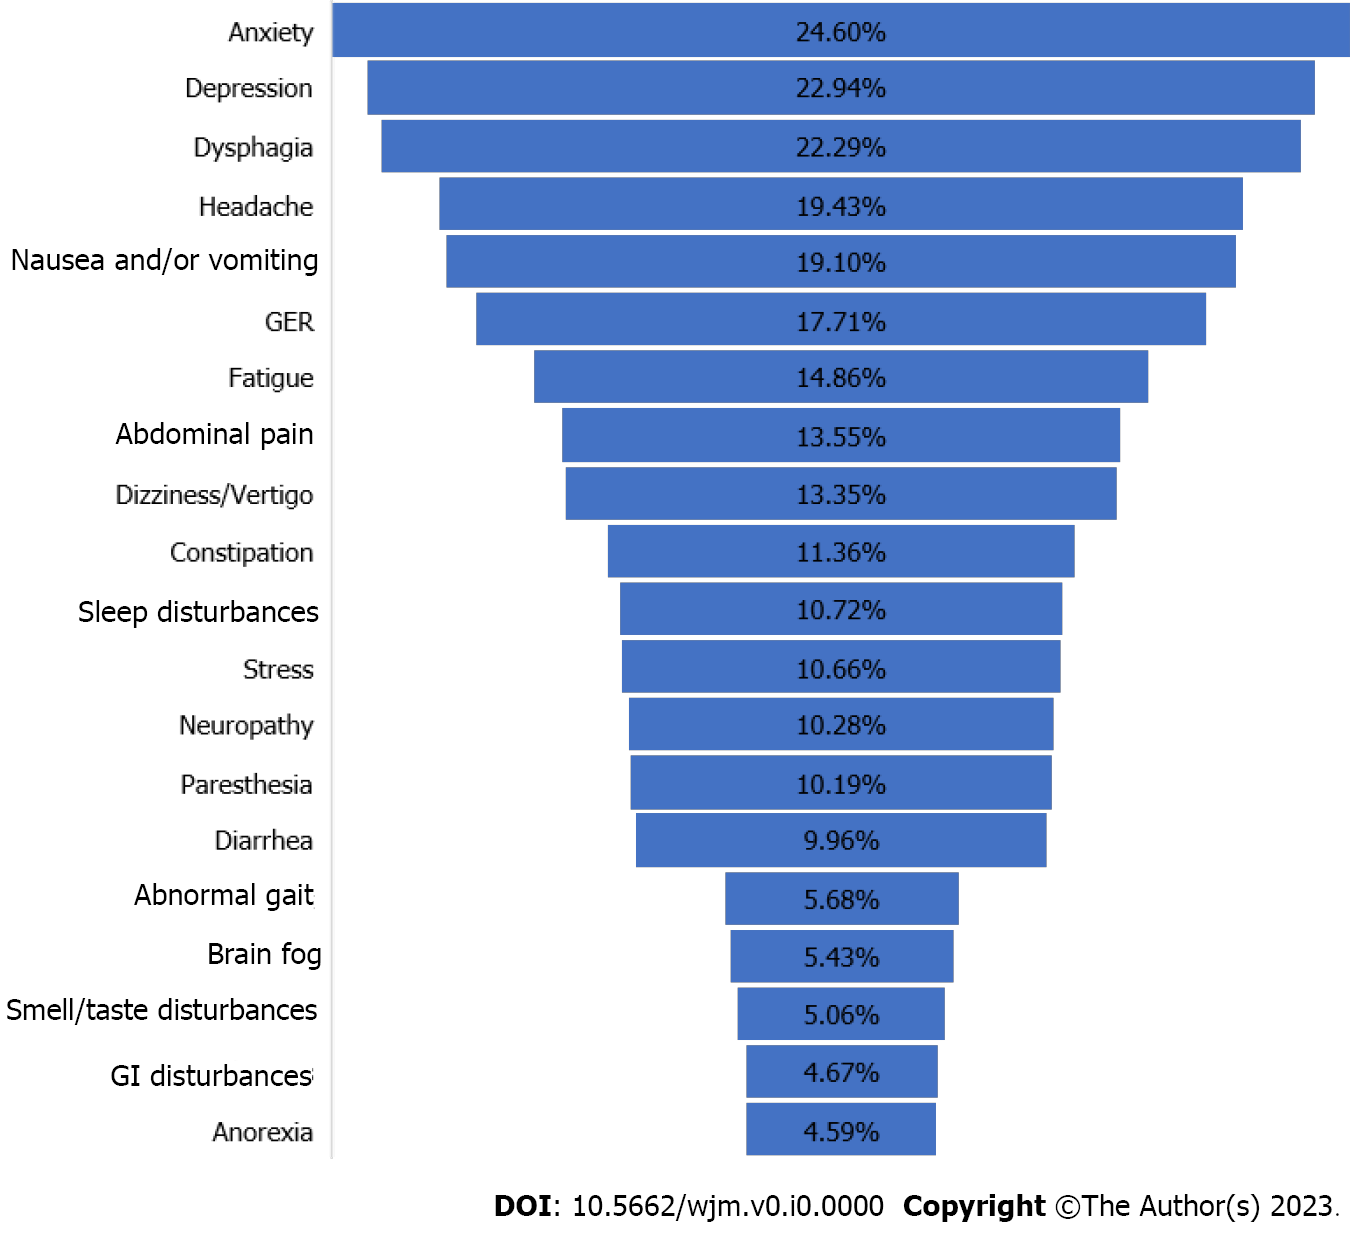 Anxiety 24.60%
Depression 22.94%
Dysphagia 22.29%
Headache 19.43%
Nausea and/or vomiting 19.10%
GER 17.71%
Fatigue 14.86%
Abdominal pain 13.55%
Dizziness/Vertigo 13.35%
Constipation 11.36%
Sleep disturbances 10.72%
Stress 10.66%
Neuropathy 10.28%
Paresthesia 10.19%
Diarrhea 9.96%
Abnormal gait 5.68%
Brain fog 5.43%
Smell/taste disturbances 5.06%
GI disturbances 4.67%
Anorexia 4.59%
DOI: 10.5662/wjm.v0.i0.0000 Copyright ©The Author(s) 2023.